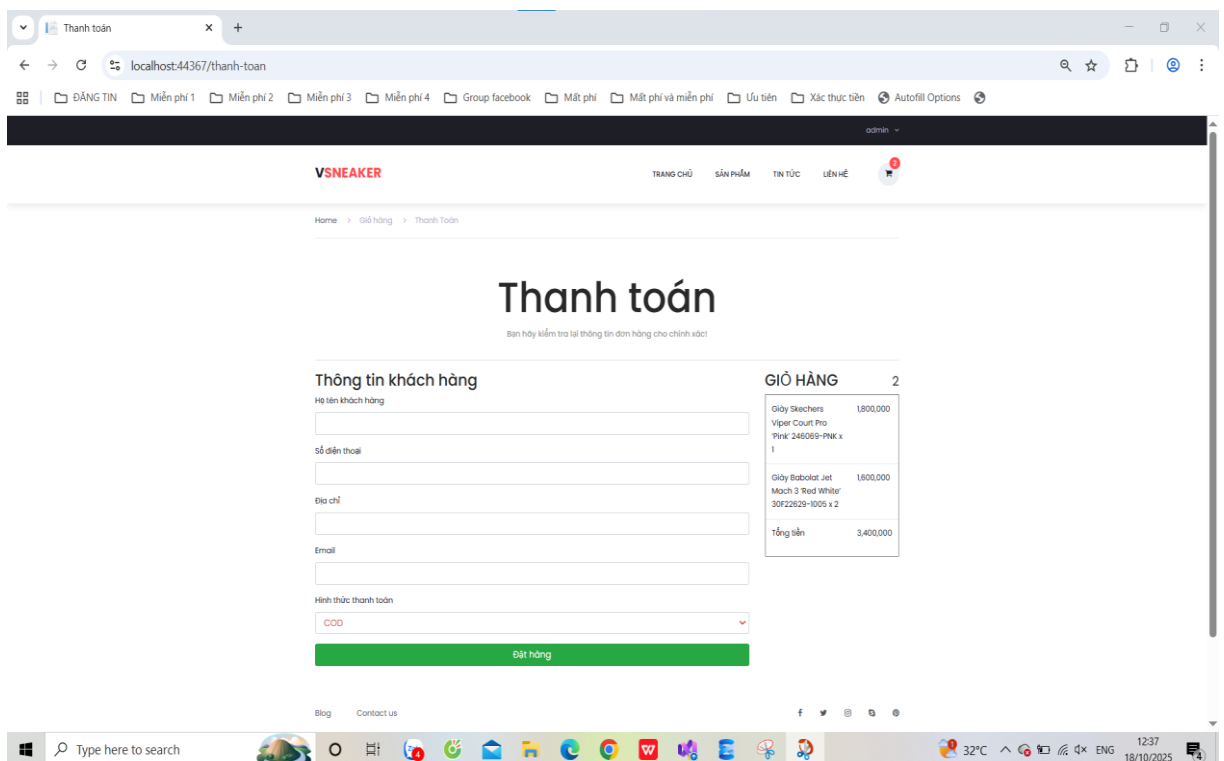 Thanh toán
localhost:44367/thanh-toan
ĐĂNG TIN Miễn phí 1 Miễn phí 2 Miễn phí 3 Miễn phí 4 Group facebook Mất phí Mất phí và miễn phí Ưu tiên Xác thực tiền Autofill Options
admin
VSNEAKER
TRANG CHỦ SẢN PHẨM TIN TỨC LIÊN HỆ 2
Home > Giỏ hàng > Thanh Toán
Thanh toán
Bạn hãy kiểm tra lại thông tin đơn hàng cho chính xác!
Thông tin khách hàng
Họ tên khách hàng
Số điện thoại
Địa chỉ
Email
Hình thức thanh toán
COD
Đặt hàng
GIỎ HÀNG 2
Giày Skechers 1,800,000
Viper Court Pro
'Pink' 246069-PNK x
1
Giày Babolat Jet 1,600,000
Mach 3 'Red White'
30F22629-1005 x 2
Tổng tiền 3,400,000
Blog Contact us
Type here to search
32°C ENG 12:37
18/10/2025